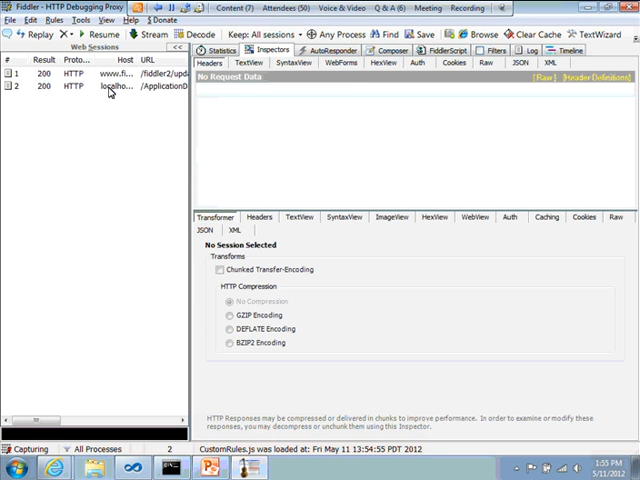 Fiddler - HTTP Debugging Proxy
Content (7) Attendees (50) Voice & Video Q & A (6) Meeting Recording
File Edit Rules Tools View Help $ Donate
Replay Resume Stream Decode Keep: All sessions Any Process Find Save Browse Clear Cache TextWizard
Web Sessions <<
Statistics Inspectors AutoResponder Composer FiddlerScript Filters Log Timeline
# Result Proto... Host URL
Headers TextView SyntaxView WebForms HexView Auth Cookies Raw JSON XML
1 200 HTTP www.fi... /fiddler2/upda
No Request Data [Raw] [Header Definitions]
2 200 HTTP localho... /ApplicationD
Transformer Headers TextView SyntaxView ImageView HexView WebView Auth Caching Cookies Raw
JSON XML
No Session Selected
Transforms
Chunked Transfer-Encoding
HTTP Compression
No Compression
GZIP Encoding
DEFLATE Encoding
BZIP2 Encoding
HTTP Responses may be compressed or delivered in chunks to improve performance. In order to examine or modify these
responses, you may decompress or unchunk them using this Inspector.
Capturing All Processes 2 CustomRules.js was loaded at: Fri May 11 13:54:55 PDT 2012
1:55 PM
5/11/2012